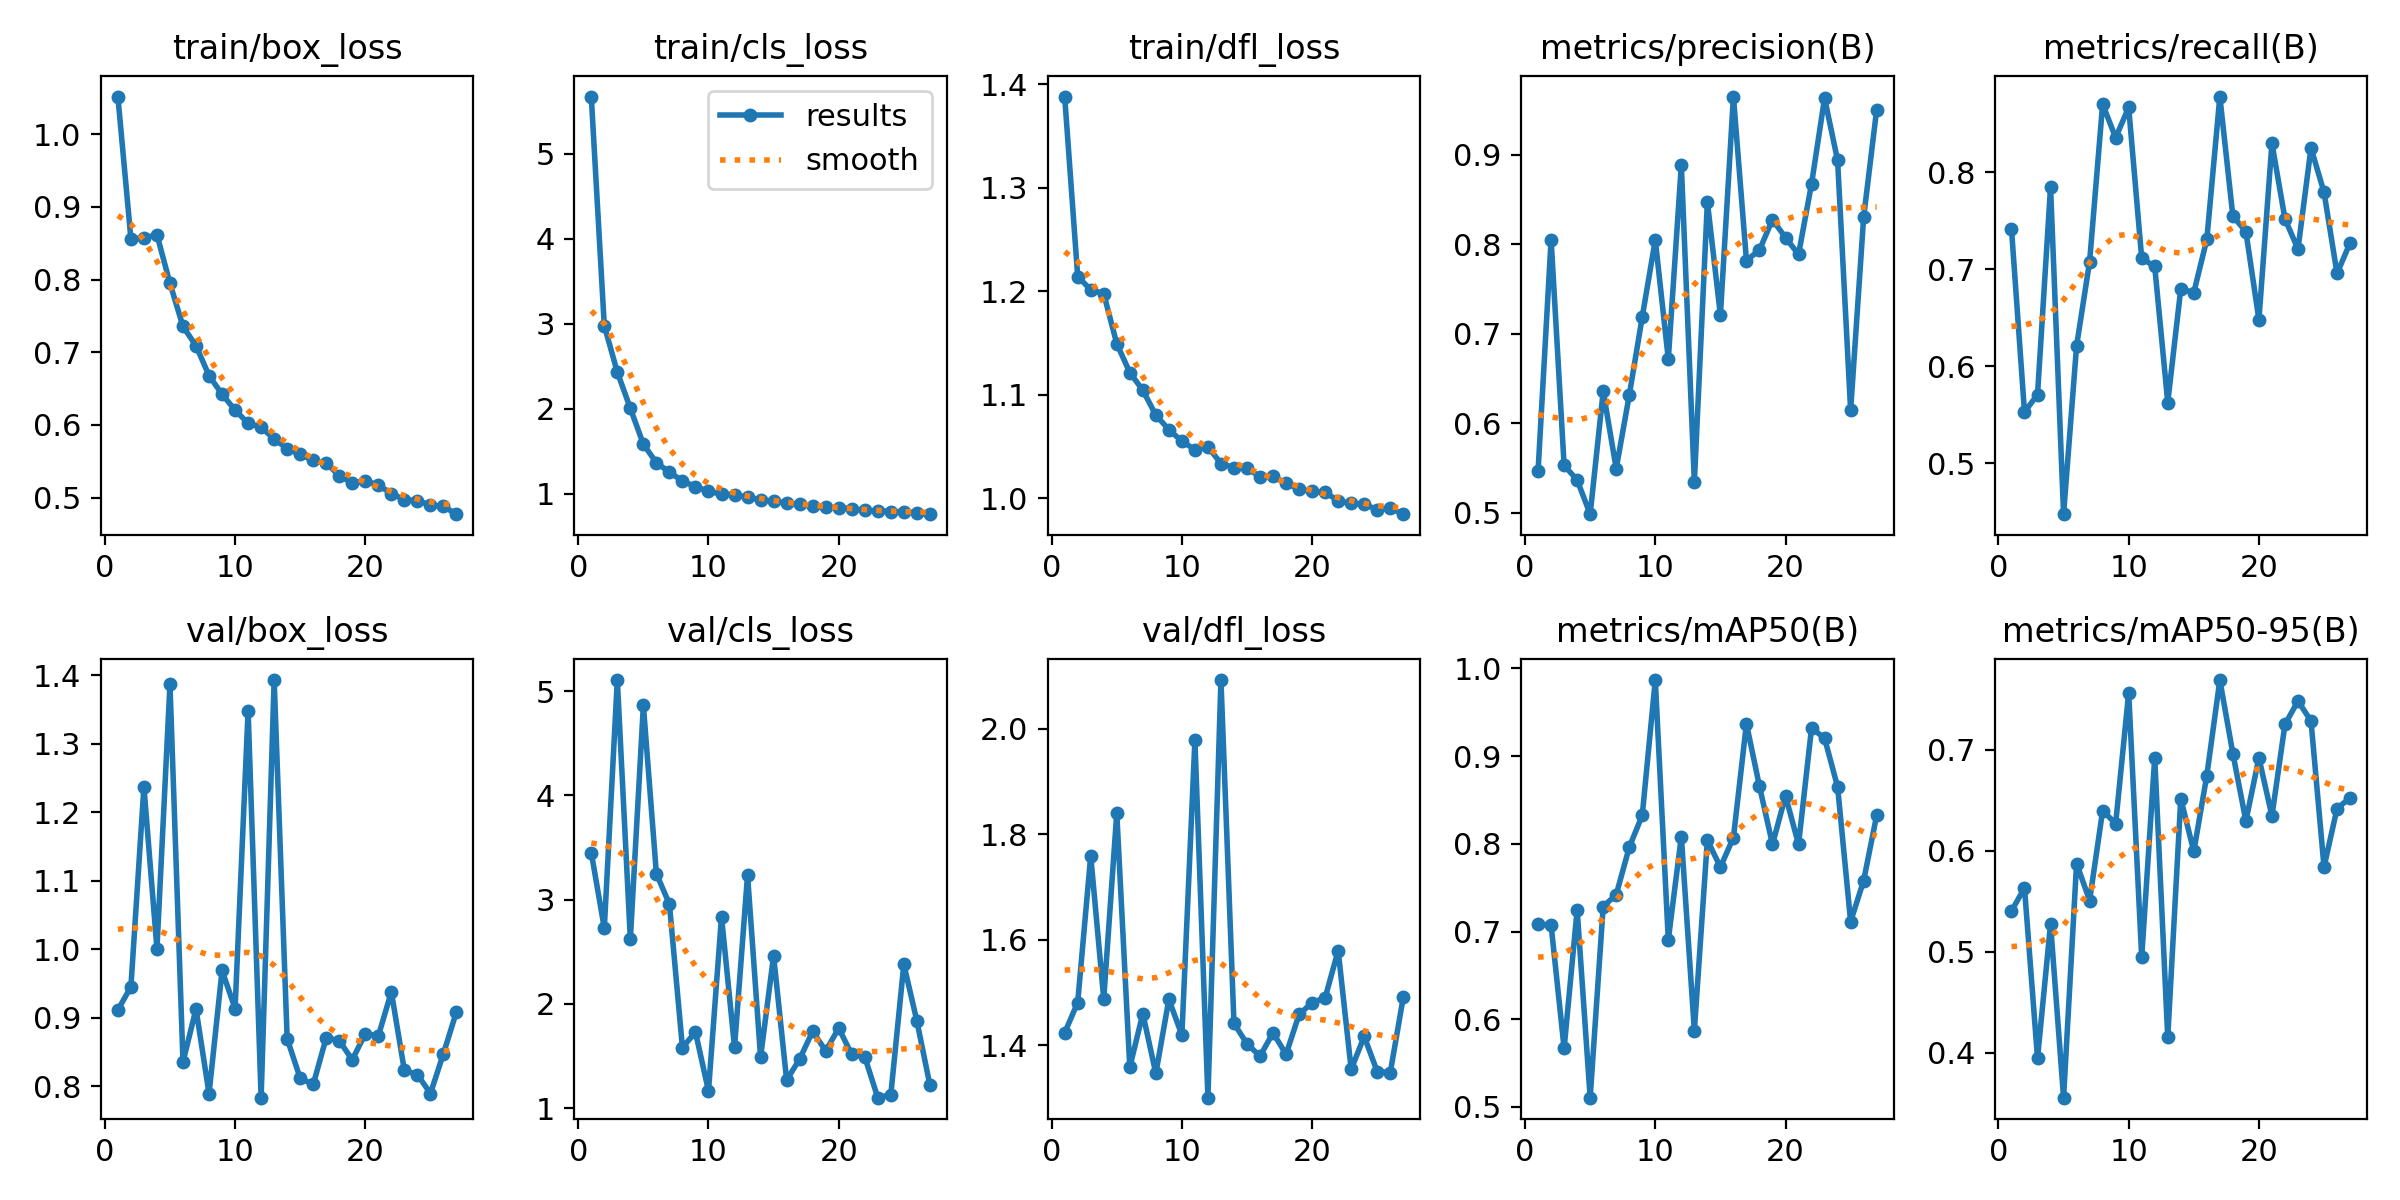 train/box_loss
1.0
0.9
0.8
0.7
0.6
0.5
0 10 20
train/cls_loss
results
smooth
5
4
3
2
1
0 10 20
train/dfl_loss
1.4
1.3
1.2
1.1
1.0
0 10 20
metrics/precision(B)
0.9
0.8
0.7
0.6
0.5
0 10 20
metrics/recall(B)
0.8
0.7
0.6
0.5
0 10 20
val/box_loss
1.4
1.3
1.2
1.1
1.0
0.9
0.8
0 10 20
val/cls_loss
5
4
3
2
1
0 10 20
val/dfl_loss
2.0
1.8
1.6
1.4
0 10 20
metrics/mAP50(B)
1.0
0.9
0.8
0.7
0.6
0.5
0 10 20
metrics/mAP50-95(B)
0.7
0.6
0.5
0.4
0 10 20